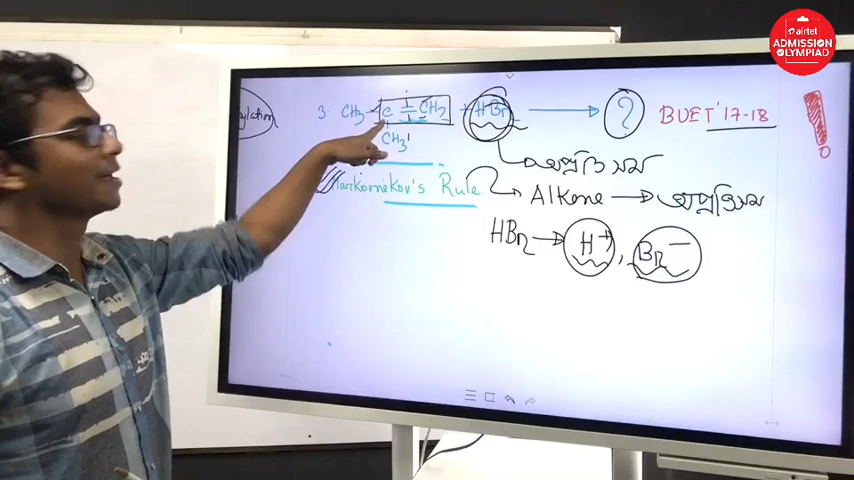 airtel
ADMISSION
OLYMPIAD
ylation
3. CH3 - C = CH2 + HBr → ? BUET '17-18 !
CH3
অপ্রতিসম
Markovnikov's Rule
Alkene → অপ্রতিসম
HBr → H+, Br-